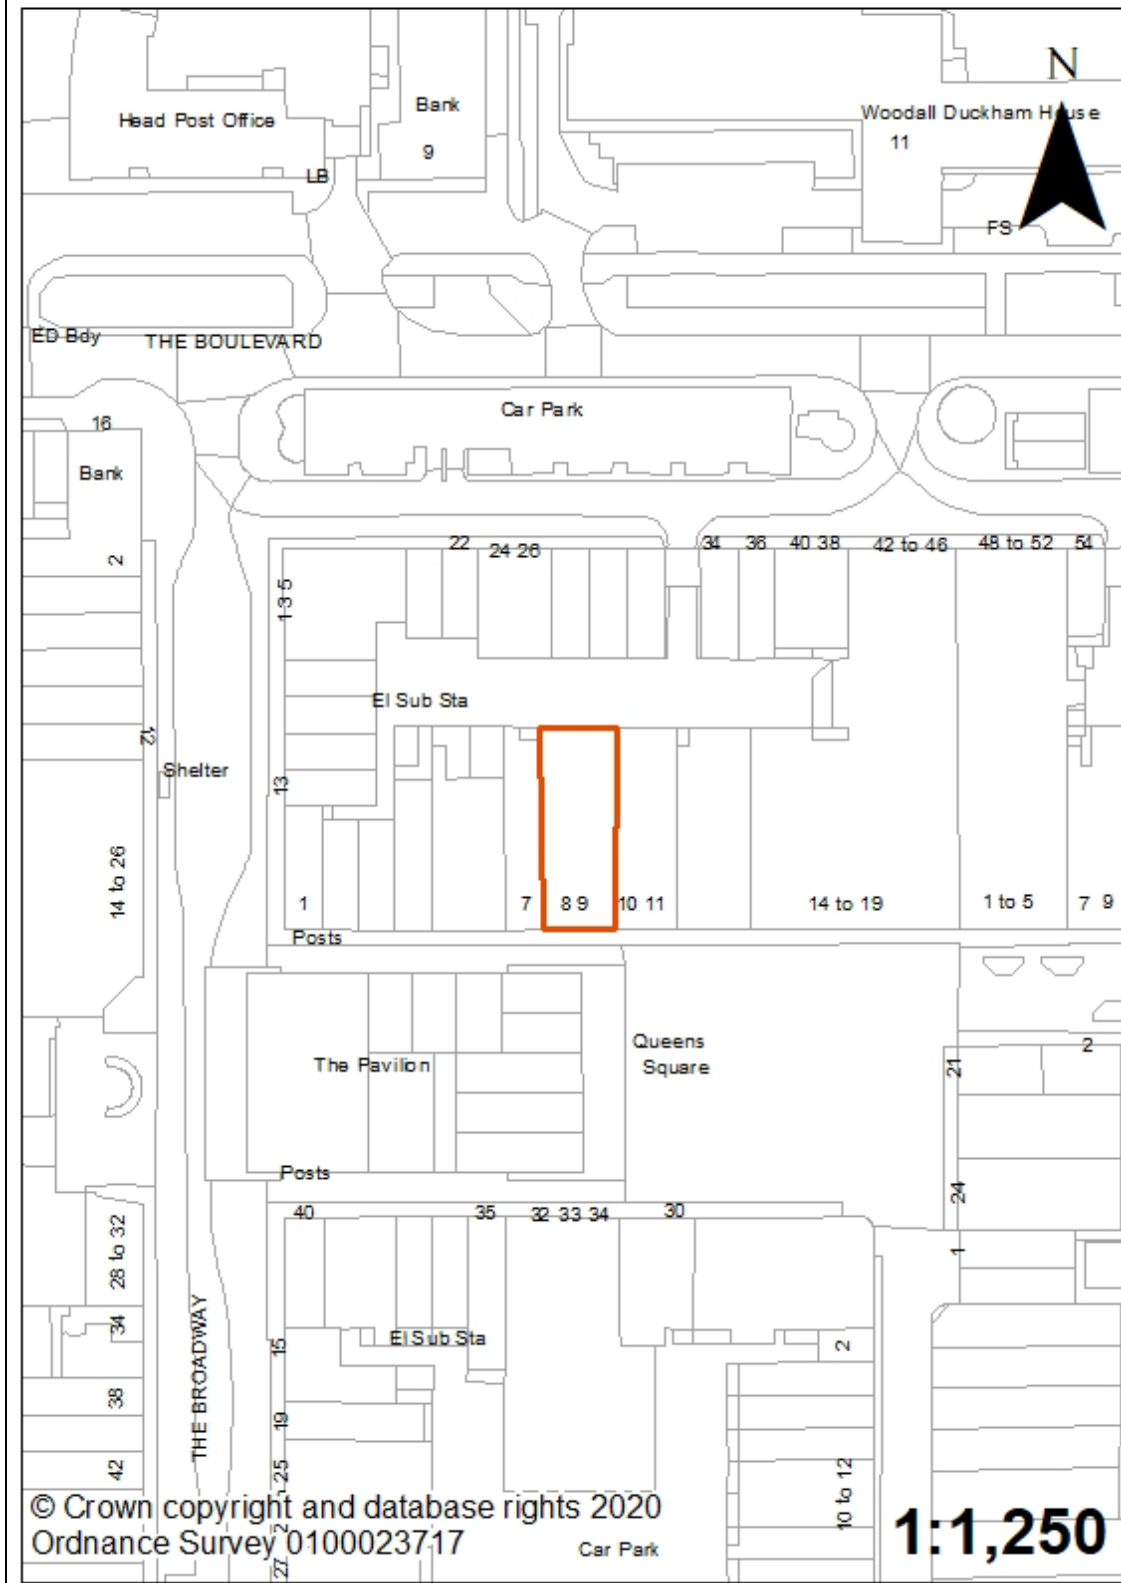 N
Head Post Office
Bank
9
Woodall Duckham House
11
LB
FS
ED Bdy
THE BOULEVARD
Car Park
16
Bank
2
22
24 26
34
36
40 38
42 to 46
48 to 52
54
1 3 5
El Sub Sta
12
Shelter
13
14 to 26
1
7
8 9
10 11
14 to 19
1 to 5
7
9
Posts
The Pavilion
Queens
Square
21
2
24
Posts
40
35
32 33 34
30
28 to 32
1
34
El Sub Sta
15
2
38
THE BROADWAY
19
42
25
10 to 12
27
Car Park
© Crown copyright and database rights 2020
Ordnance Survey 0100023717
1:1,250